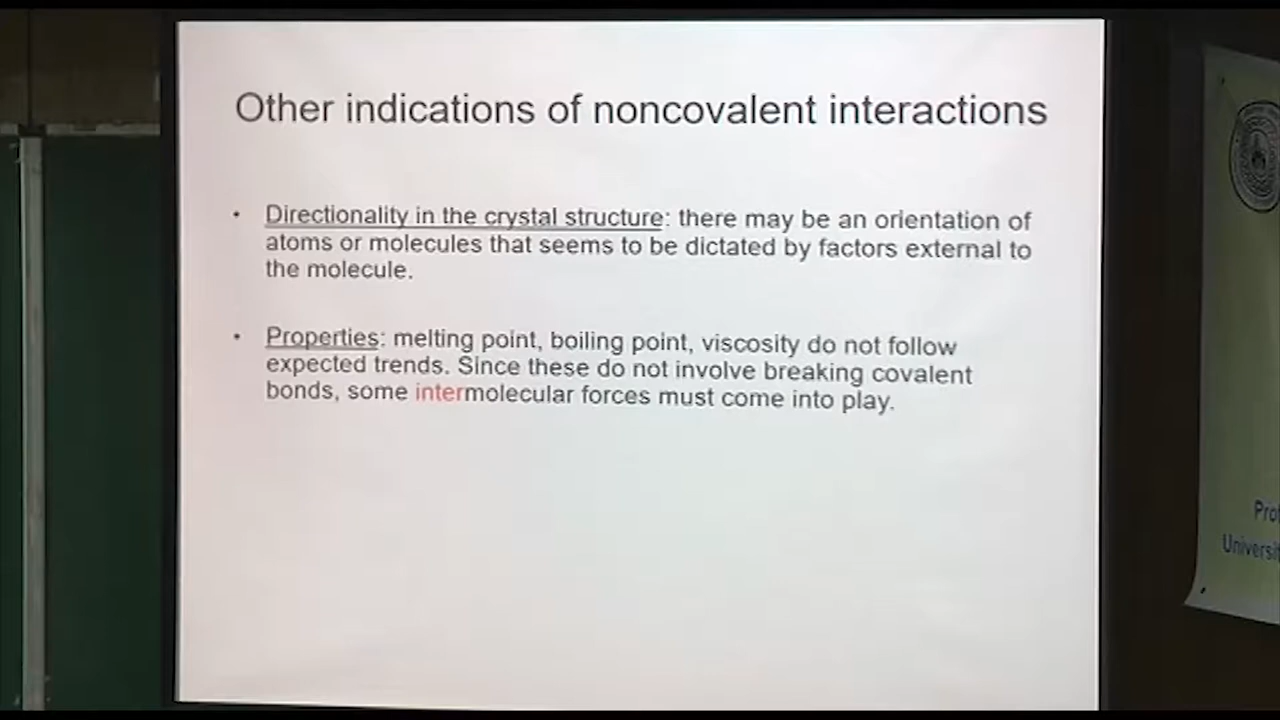 Other indications of noncovalent interactions
• Directionality in the crystal structure: there may be an orientation of
atoms or molecules that seems to be dictated by factors external to
the molecule.
• Properties: melting point, boiling point, viscosity do not follow
expected trends. Since these do not involve breaking covalent
bonds, some intermolecular forces must come into play.